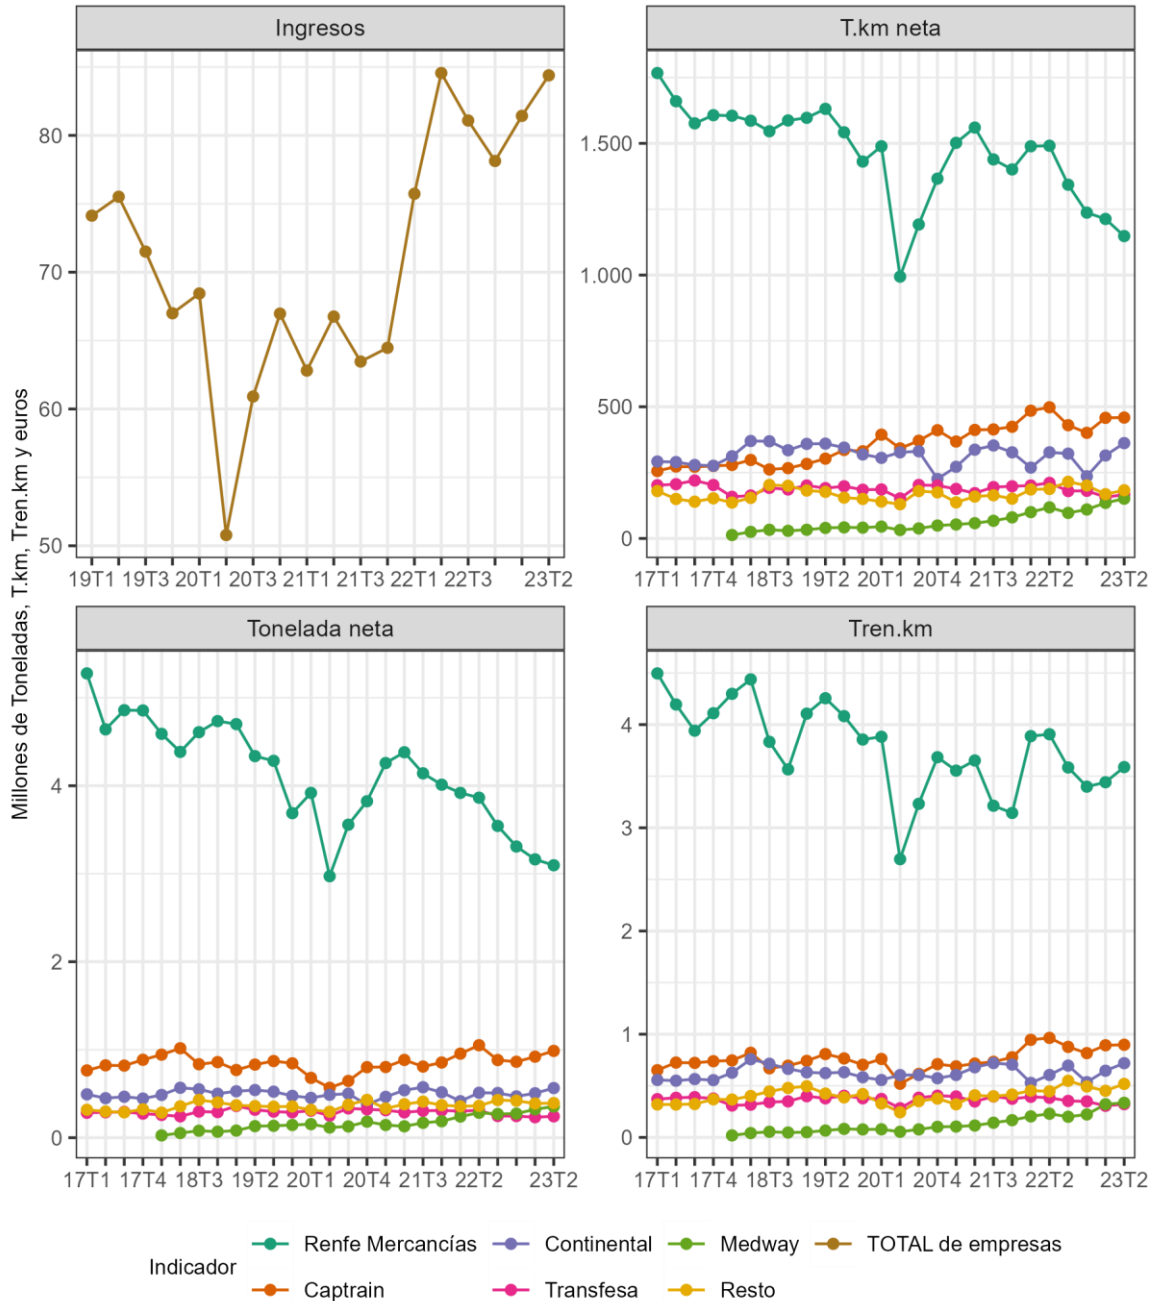 Ingresos
T.km neta
80
70
60
50
19T1 19T3 20T1 20T3 21T1 21T3 22T1 22T3 23T2
1.500
1.000
500
0
17T1 17T4 18T3 19T2 20T1 20T4 21T3 22T2 23T2
Millones de Toneladas, T.km, Tren.km y euros
Tonelada neta
Tren.km
4
2
0
17T1 17T4 18T3 19T2 20T1 20T4 21T3 22T2 23T2
4
3
2
1
0
17T1 17T4 18T3 19T2 20T1 20T4 21T3 22T2 23T2
Indicador
Renfe Mercancías Continental Medway TOTAL de empresas
Captrain Transfesa Resto